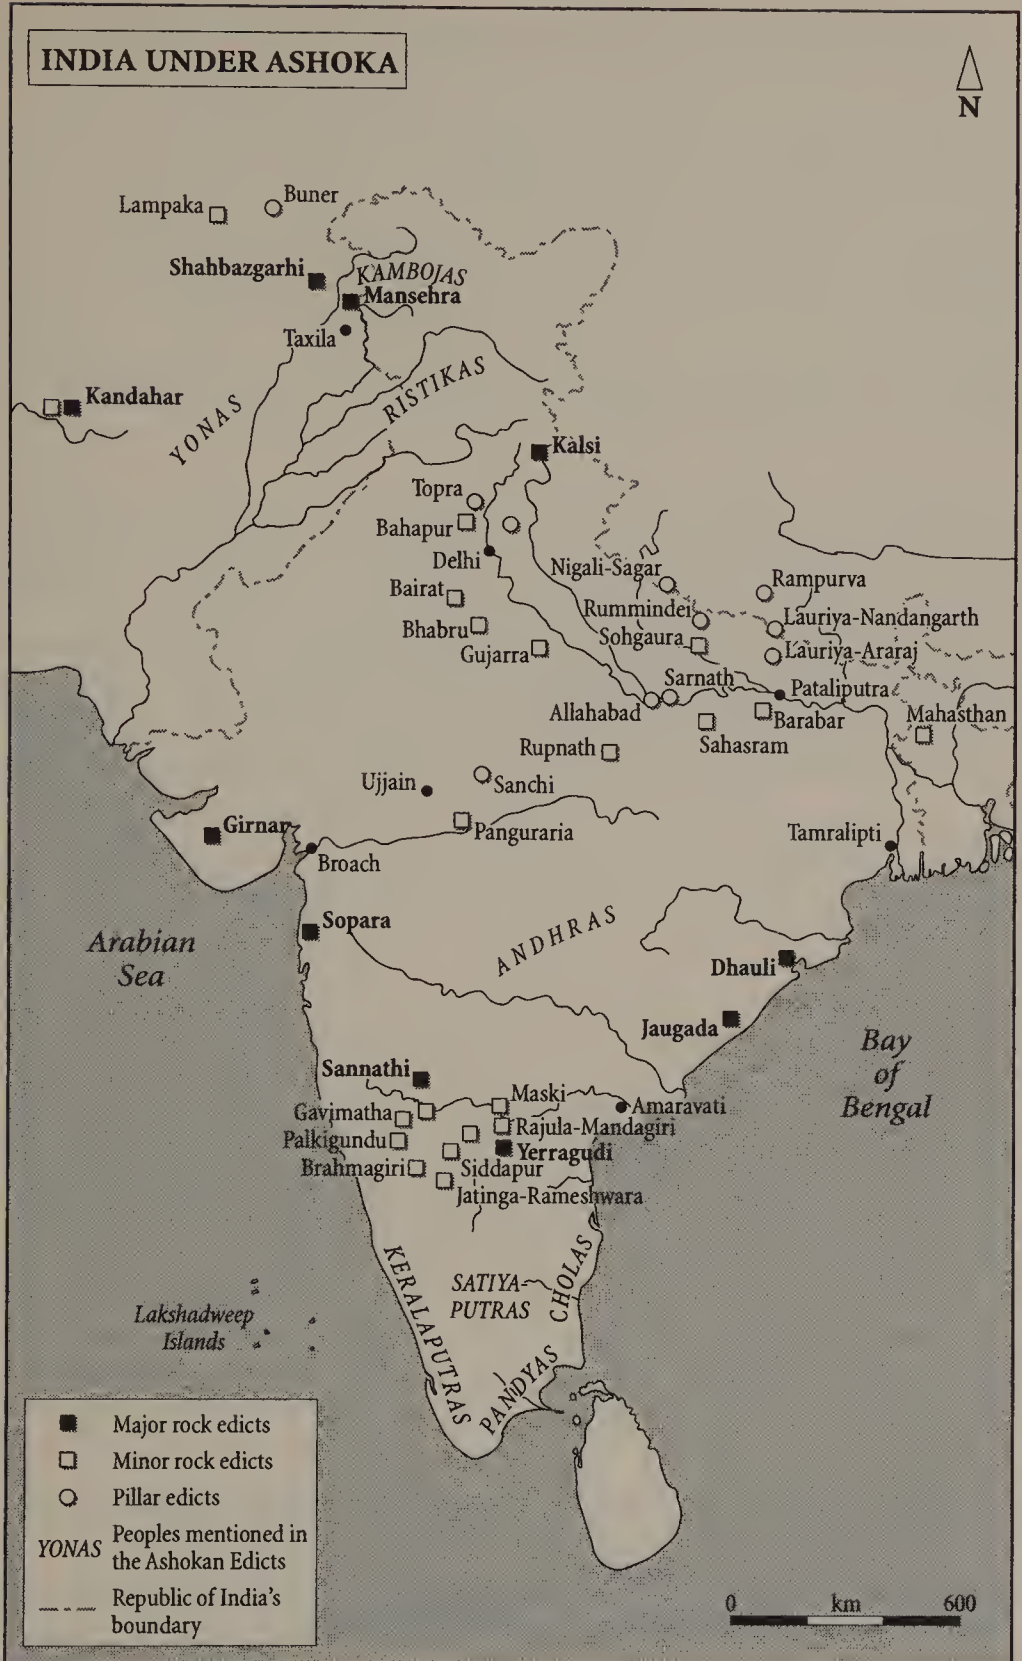 INDIA UNDER ASHOKA
N
Lampaka
Buner
Shahbazgarhi
KAMBOJAS
Mansehra
Taxila
Kandahar
YONAS
RISTIKAS
Kalsi
Topra
Bahapur
Delhi
Nigali-Sagar
Rampurva
Bairat
Rummindei
Lauriya-Nandangarth
Bhabru
Sohgaura
Gujarra
Lauriya-Araraj
Sarnath
Pataliputra
Allahabad
Barabar
Mahasthan
Sahasram
Rupnath
Ujjain
Sanchi
Girnar
Panguraria
Tamralipti
Broach
Sopara
ANDHRAS
Arabian
Sea
Dhauli
Jaugada
Bay
of
Bengal
Sannathi
Maski
Amaravati
Gavimatha
Rajula-Mandagiri
Palkigundu
Yerragudi
Brahmagiri
Siddapur
Jatinga-Rameshwara
KERALAPUTRAS
SATIYA-
PUTRAS
CHOLAS
PANDYAS
Lakshadweep
Islands
Major rock edicts
Minor rock edicts
Pillar edicts
YONAS Peoples mentioned in
the Ashokan Edicts
Republic of India's
boundary
0 km 600